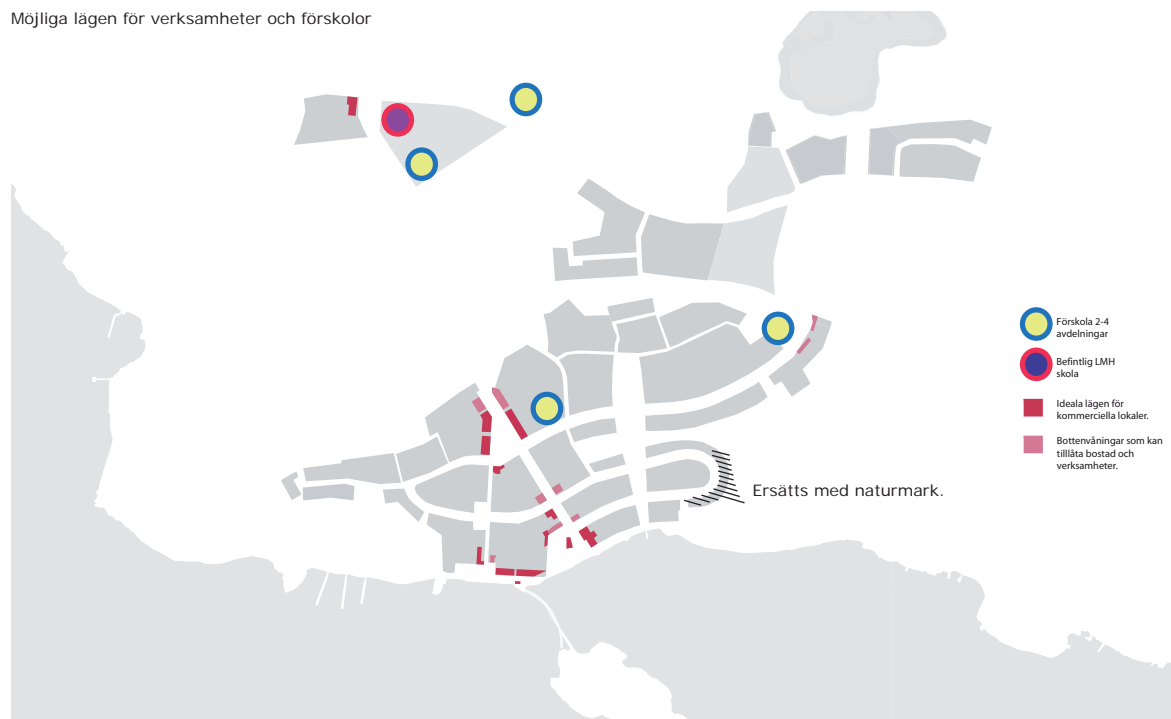 Möjliga lägen för verksamheter och förskolor
Förskola 2-4
avdelningar
Befintlig LMH
skola
Ideala lägen för
kommersiella lokaler.
Bottenvåningar som kan
tilllåta bostad och
verksamheter.
Ersätts med naturmark.